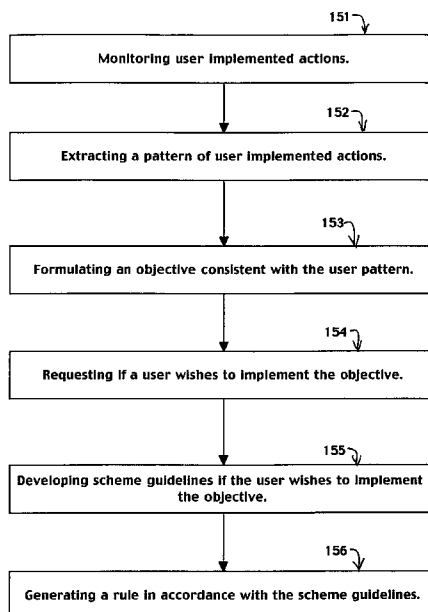 151
Monitoring user implemented actions.
152
Extracting a pattern of user implemented actions.
153
Formulating an objective consistent with the user pattern.
154
Requesting if a user wishes to implement the objective.
155
Developing scheme guidelines if the user wishes to implement
the objective.
156
Generating a rule in accordance with the scheme guidelines.